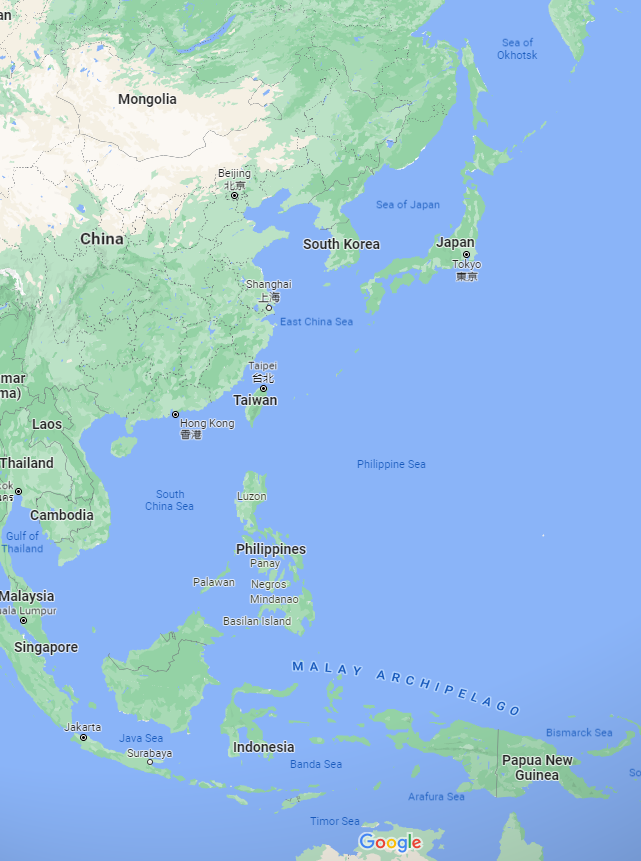 an
Sea of
Okhotsk
Mongolia
Beijing
北京
Sea of Japan
China
South Korea
Japan
Tokyo
東京
Shanghai
上海
East China Sea
Taipei
台北
mar
ma)
Taiwan
Laos
Hong Kong
香港
Thailand
Philippine Sea
kok
South
China Sea
Luzon
Cambodia
Gulf of
Thailand
Philippines
Panay
Palawan
Negros
Malaysia
Mindanao
ala Lumpur
Basilan Island
Singapore
MALAY ARCHIPELAGO
Jakarta
Java Sea
Bismarck Sea
Surabaya
Indonesia
Banda Sea
Papua New
Guinea
So
Arafura Sea
Timor Sea
Google